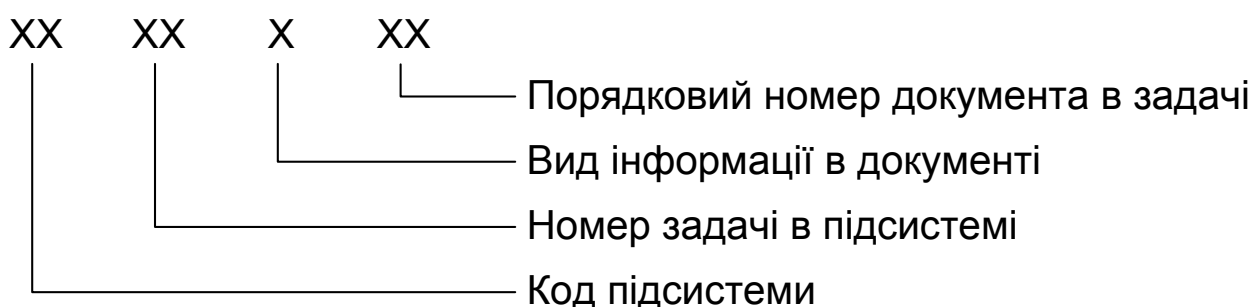 XX XX X XX
Порядковий номер документа в задачі
Вид інформації в документі
Номер задачі в підсистемі
Код підсистеми